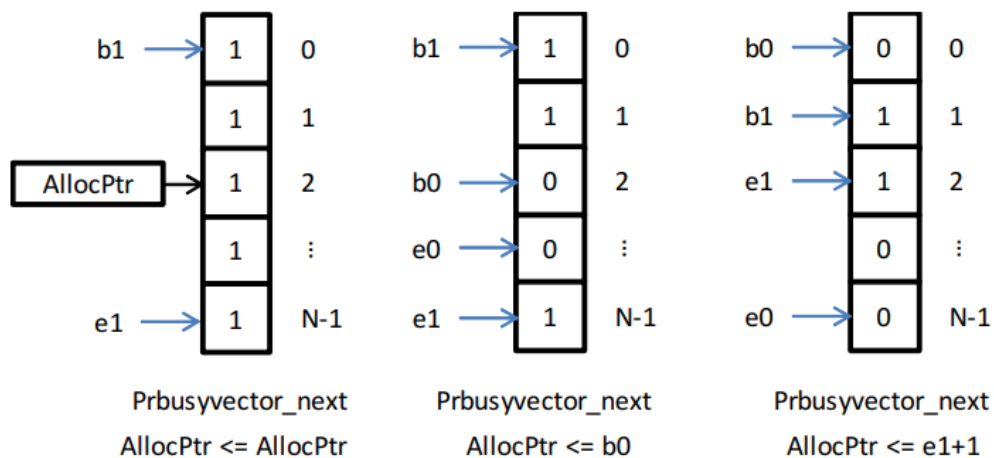 b1 1 0 b1 1 0 b0 0 0
1 1 1 1 b1 1 1
AllocPtr 1 2 b0 0 2 e1 1 2
1 ⋮ e0 0 ⋮ 0 ⋮
e1 1 N-1 e1 1 N-1 e0 0 N-1
Prbusyvector_next Prbusyvector_next Prbusyvector_next
AllocPtr <= AllocPtr AllocPtr <= b0 AllocPtr <= e1+1